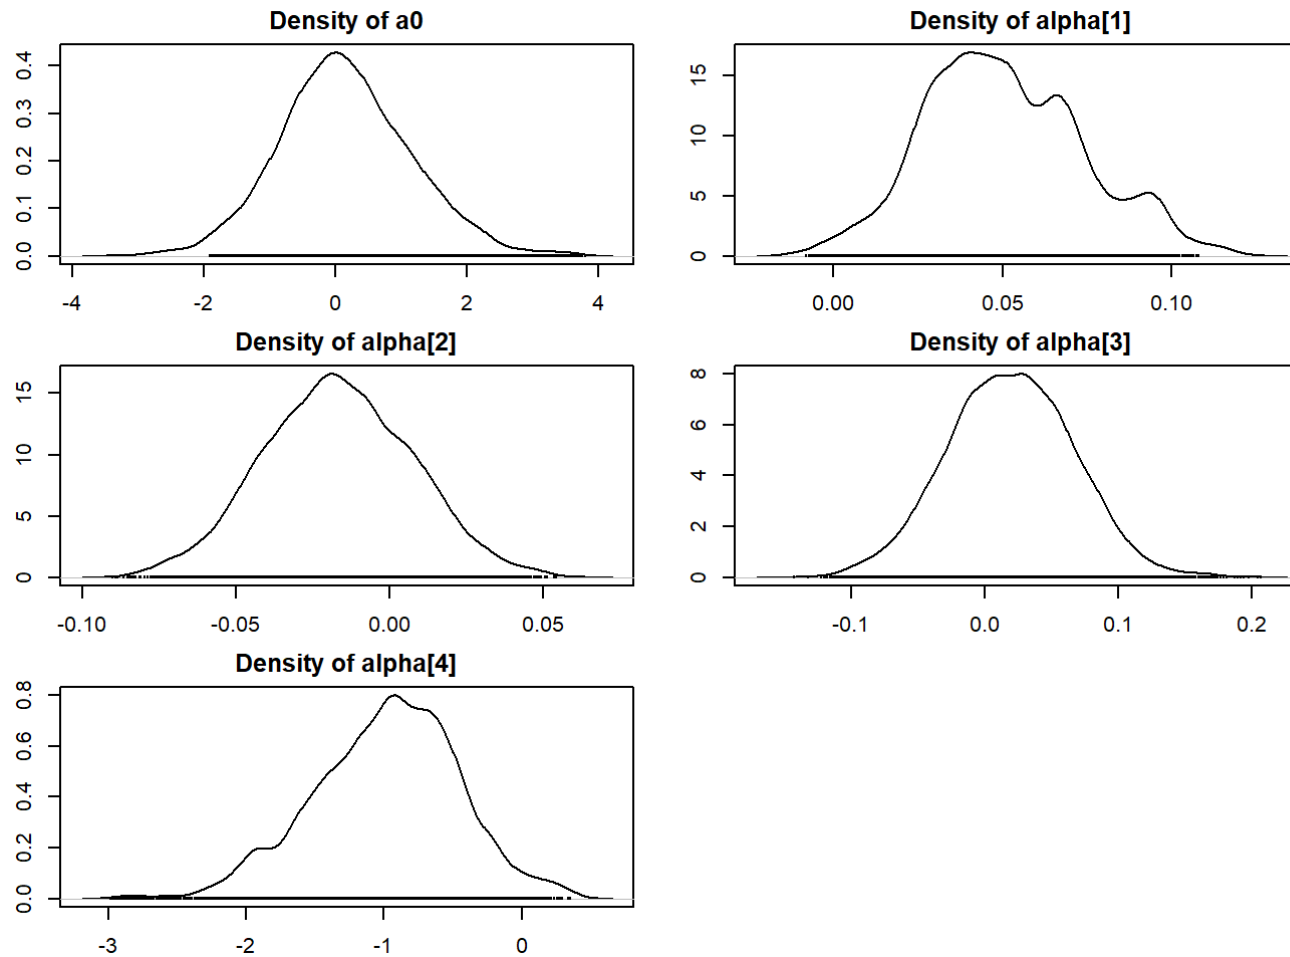 Density of a0
0.0 0.1 0.2 0.3 0.4
-4 -2 0 2 4
Density of alpha[1]
0 5 10 15
0.00 0.05 0.10
Density of alpha[2]
0 5 10 15
-0.10 -0.05 0.00 0.05
Density of alpha[3]
0 2 4 6 8
-0.1 0.0 0.1 0.2
Density of alpha[4]
0.0 0.2 0.4 0.6 0.8
-3 -2 -1 0